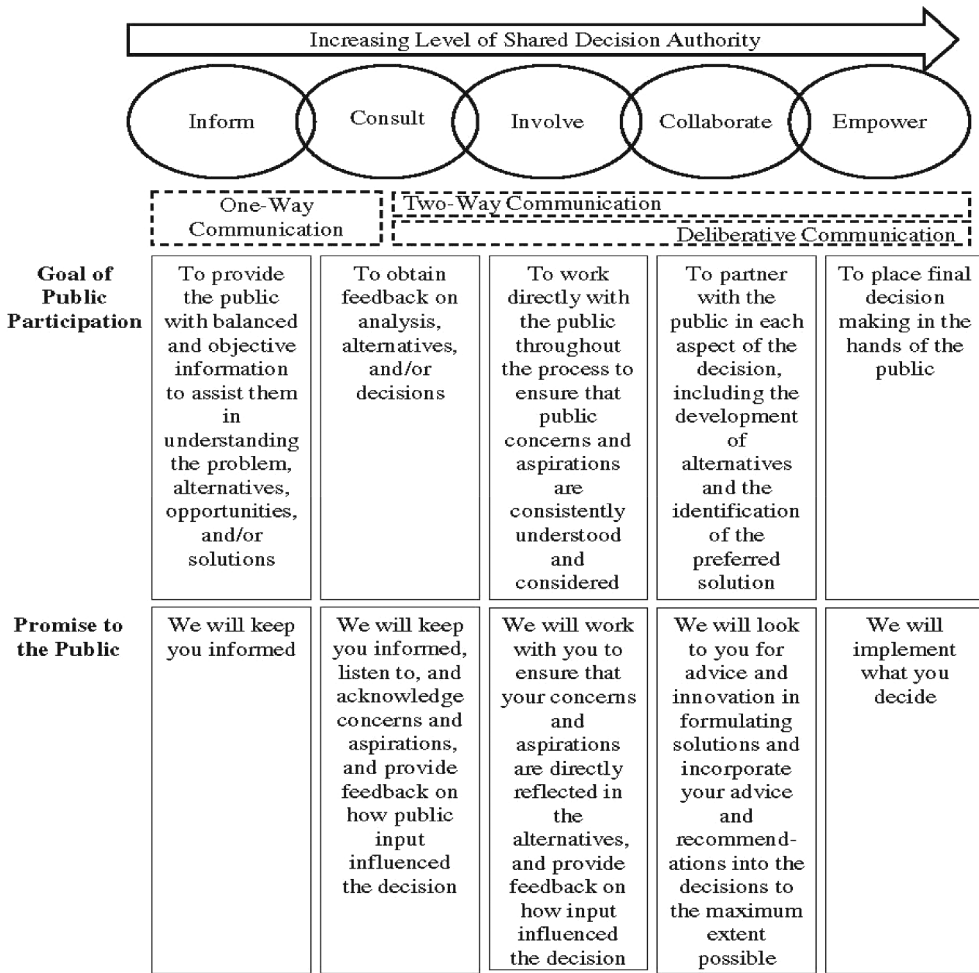 Increasing Level of Shared Decision Authority
Inform
Consult
Involve
Collaborate
Empower
One-Way
Communication
Two-Way Communication
Deliberative Communication
Goal of
Public
Participation
To provide
the public
with balanced
and objective
information
to assist them
in
understanding
the problem,
alternatives,
opportunities,
and/or
solutions
To obtain
feedback on
analysis,
alternatives,
and/or
decisions
To work
directly with
the public
throughout
the process to
ensure that
public
concerns and
aspirations
are
consistently
understood
and
considered
To partner
with the
public in each
aspect of the
decision,
including the
development
of
alternatives
and the
identification
of the
preferred
solution
To place final
decision
making in the
hands of the
public
Promise to
the Public
We will keep
you informed
We will keep
you informed,
listen to, and
acknowledge
concerns and
aspirations,
and provide
feedback on
how public
input
influenced
the decision
We will work
with you to
ensure that
your concerns
and
aspirations
are directly
reflected in
the
alternatives,
and provide
feedback on
how input
influenced
the decision
We will look
to you for
advice and
innovation in
formulating
solutions and
incorporate
your advice
and
recommend-
ations into the
decisions to
the maximum
extent
possible
We will
implement
what you
decide